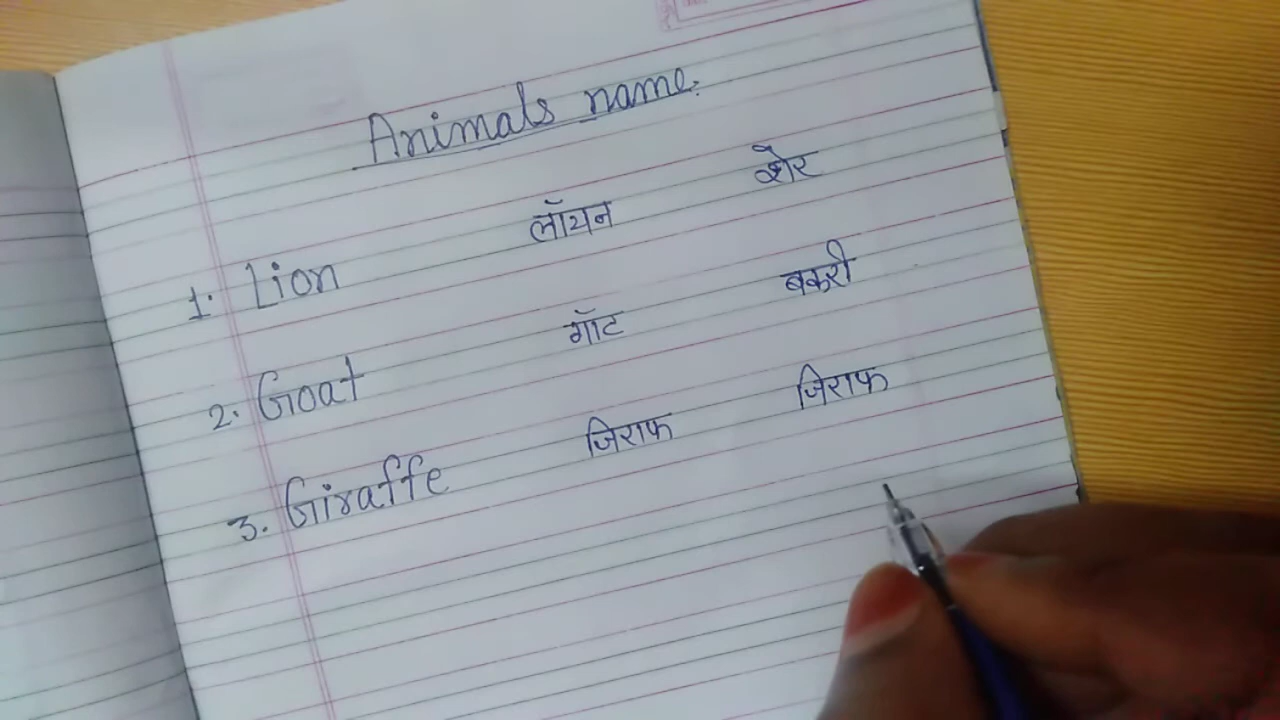 Animals name.
1. Lion लॉयन शेर
2. Goat गॉट बकरी
3. Giraffe जिराफ जिराफ